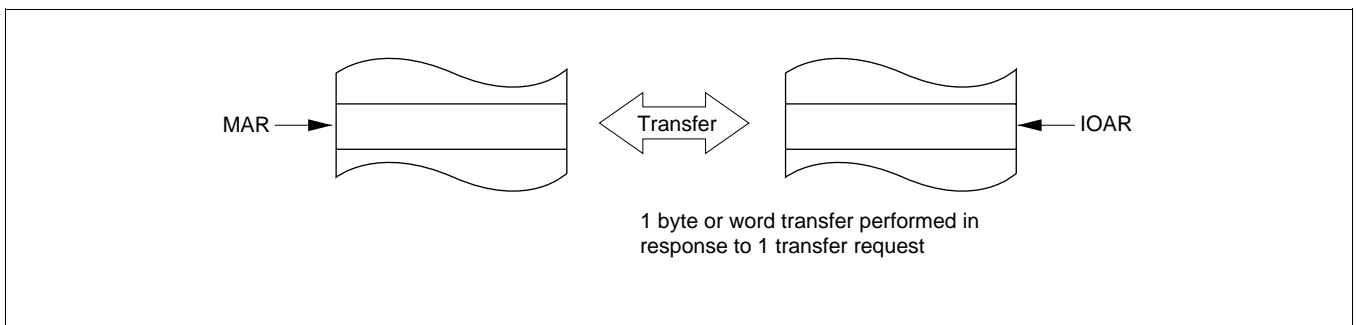 MAR
Transfer
IOAR
1 byte or word transfer performed in
response to 1 transfer request